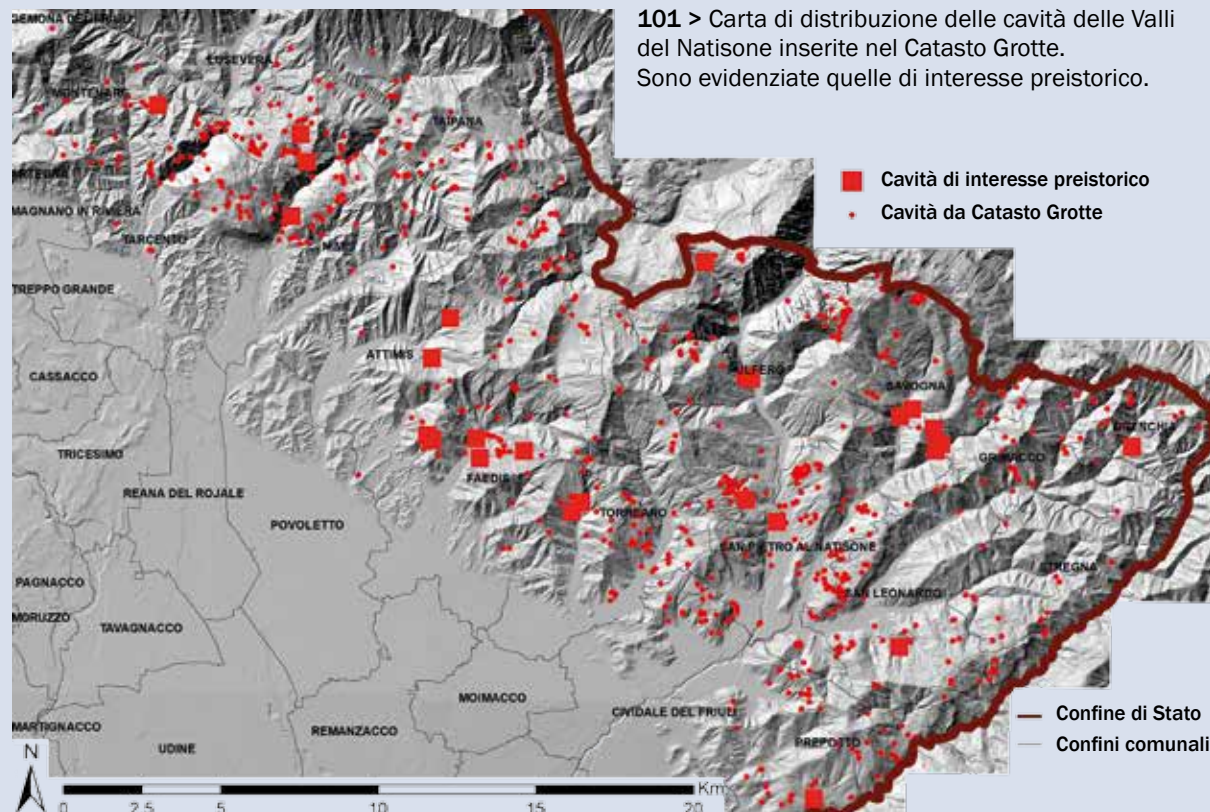 101 > Carta di distribuzione delle cavità delle Valli
del Natisone inserite nel Catasto Grotte.
Sono evidenziate quelle di interesse preistorico.
Cavità di interesse preistorico
Cavità da Catasto Grotte
GEMONA DEL FRIULI
LUSEVERA
TAIPANA
MAGNANO IN RIVIERA
TARCENTO
TREPPO GRANDE
ATTIMIS
CASSACCO
SAVOGNA
TRICESIMO
FAEDIS
REANA DEL ROJALE
POVOLETTO
TORREANO
SAN PIETRO AL NATISONE
PAGNACCO
MORUZZO
TAVAGNACCO
SAN LEONARDO
MOIMACCO
CIVIDALE DEL FRIULI
MARTIGNACCO
UDINE
REMANZACCO
PREPOTTO
Confine di Stato
Confini comunali
N
Km
0 2,5 5 10 15 20